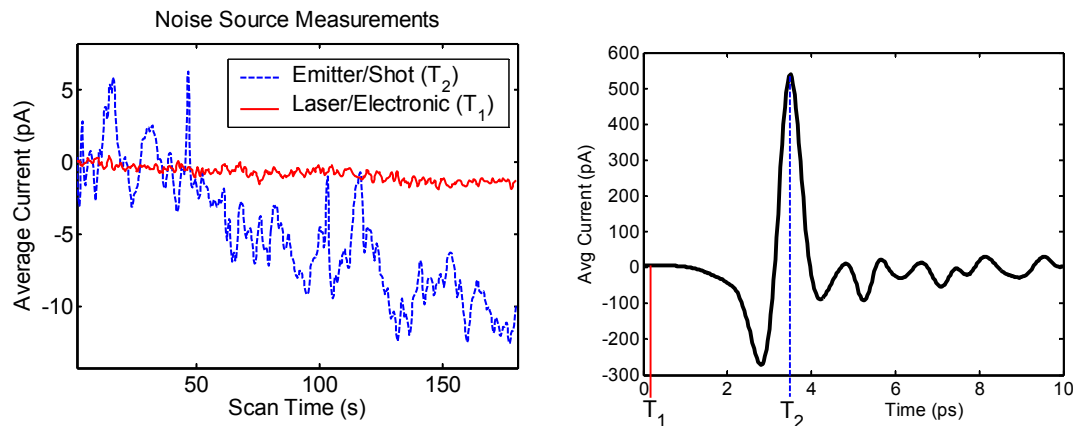 Noise Source Measurements
Average Current (pA)
5
0
-5
-10
Emitter/Shot (T2)
Laser/Electronic (T1)
50
100
150
Scan Time (s)
Avg Current (pA)
600
500
400
300
200
100
0
-100
-200
-300
0
2
4
6
8
10
T1
T2
Time (ps)